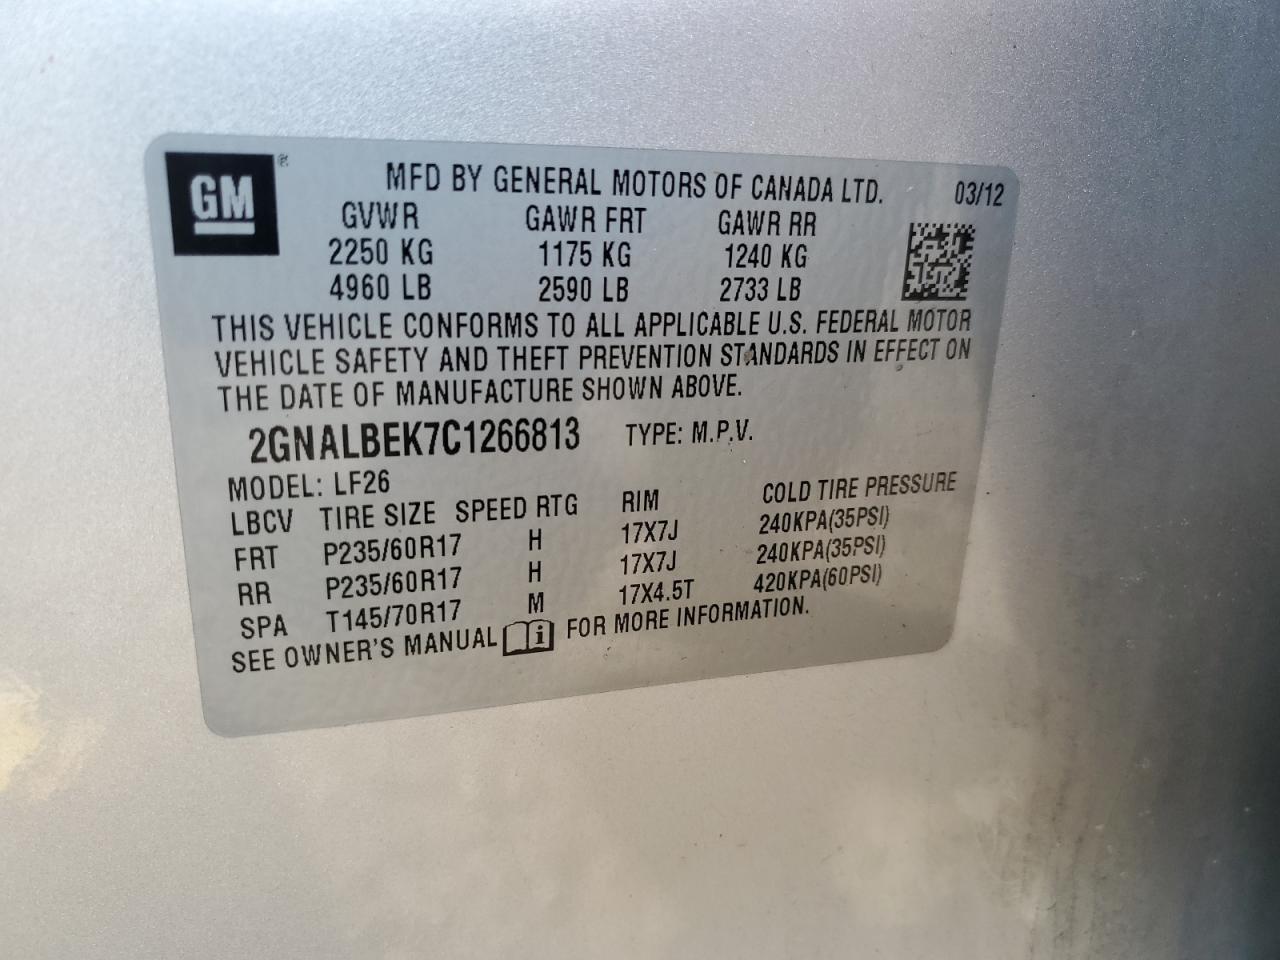 GM ® MFD BY GENERAL MOTORS OF CANADA LTD. 03/12
GVWR GAWR FRT GAWR RR
2250 KG 1175 KG 1240 KG
4960 LB 2590 LB 2733 LB
THIS VEHICLE CONFORMS TO ALL APPLICABLE U.S. FEDERAL MOTOR
VEHICLE SAFETY AND THEFT PREVENTION STANDARDS IN EFFECT ON
THE DATE OF MANUFACTURE SHOWN ABOVE.
2GNALBEK7C1266813 TYPE: M.P.V.
MODEL: LF26
LBCV TIRE SIZE SPEED RTG RIM COLD TIRE PRESSURE
FRT P235/60R17 H 17X7J 240KPA(35PSI)
RR P235/60R17 H 17X7J 240KPA(35PSI)
SPA T145/70R17 M 17X4.5T 420KPA(60PSI)
SEE OWNER'S MANUAL i FOR MORE INFORMATION.